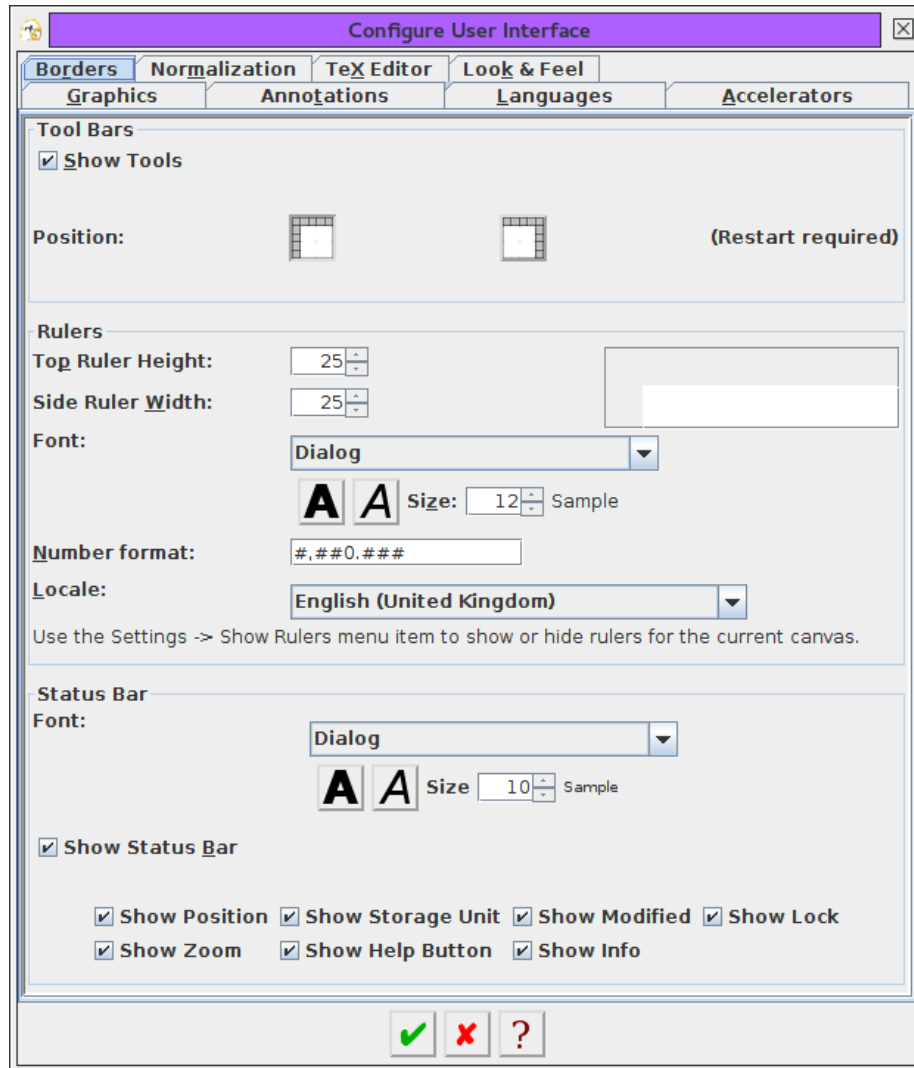 Configure User Interface
Borders Normalization TeX Editor Look & Feel
Graphics Annotations Languages Accelerators
Tool Bars
Show Tools
Position: (Restart required)
Rulers
Top Ruler Height: 25
Side Ruler Width: 25
Font: Dialog
A A Size: 12 Sample
Number format: #,##0.###
Locale: English (United Kingdom)
Use the Settings -> Show Rulers menu item to show or hide rulers for the current canvas.
Status Bar
Font: Dialog
A A Size 10 Sample
Show Status Bar
Show Position Show Storage Unit Show Modified Show Lock
Show Zoom Show Help Button Show Info
?